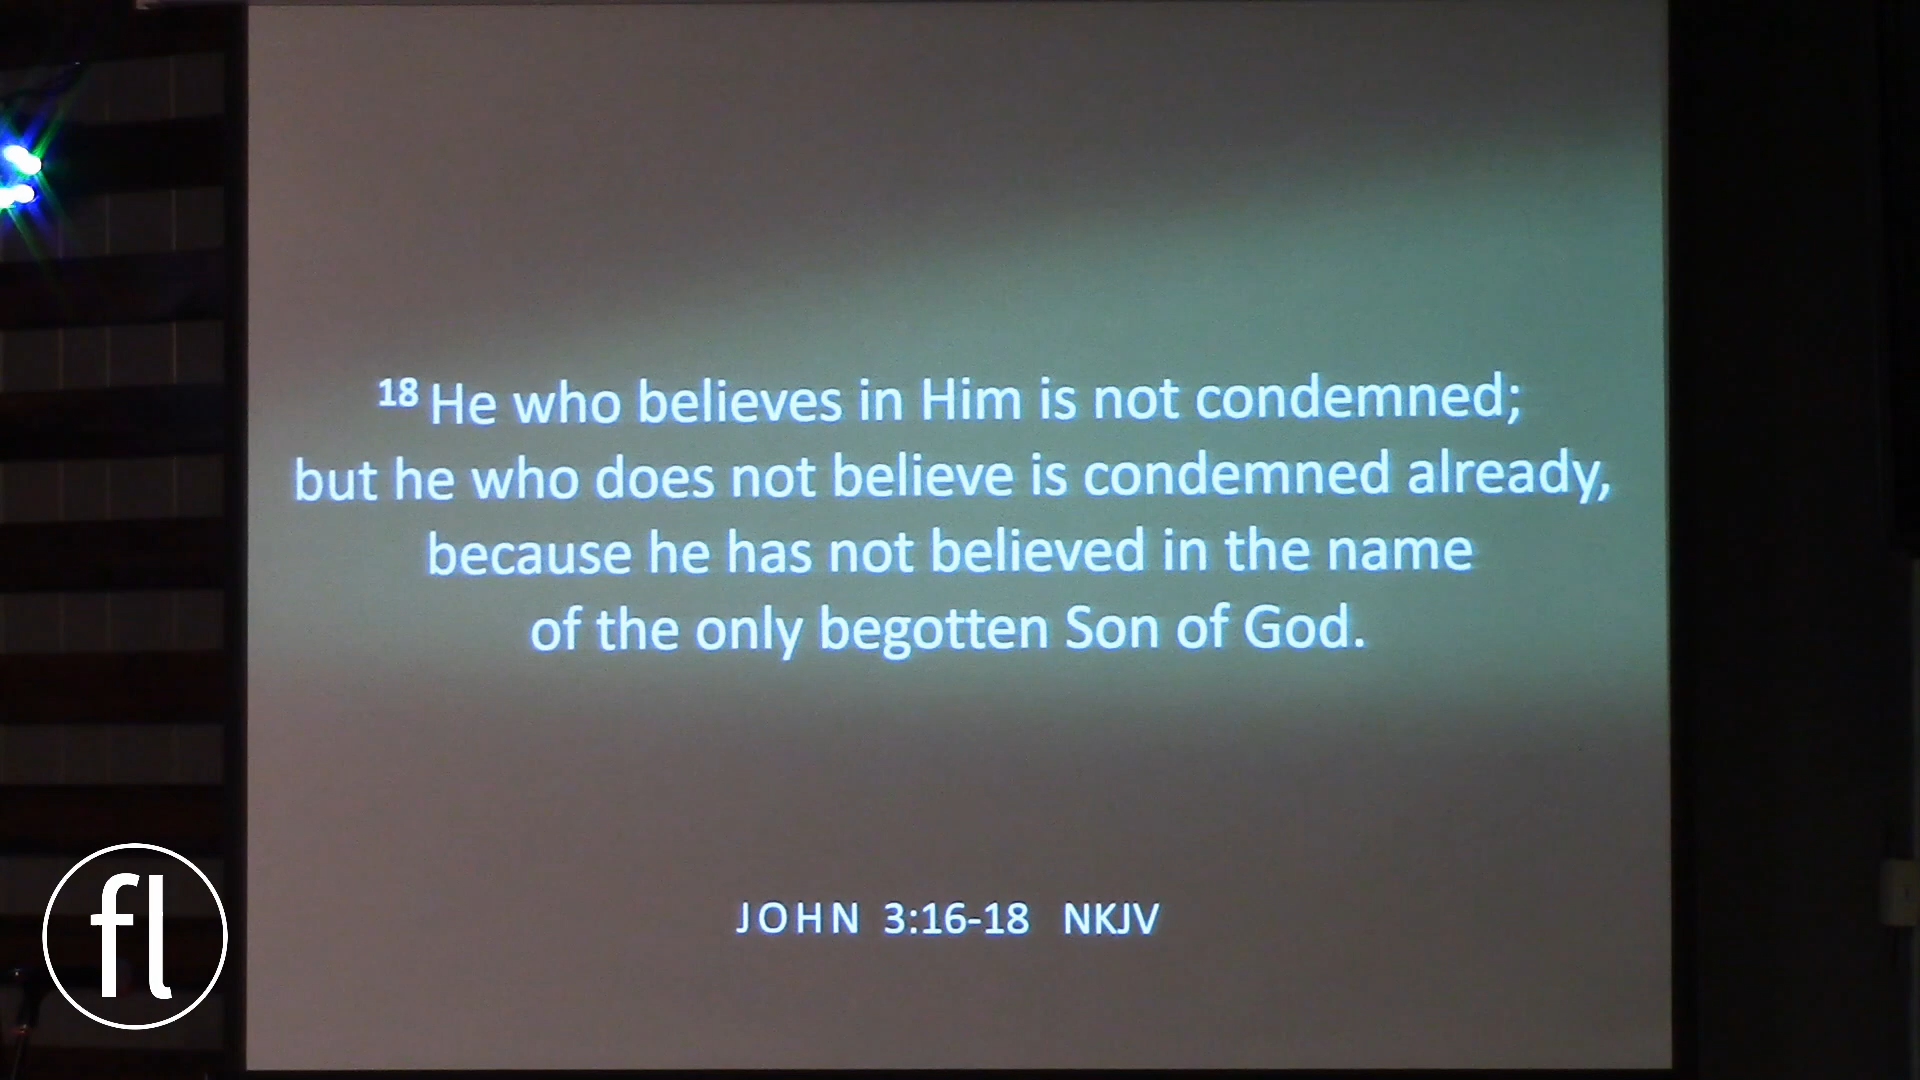 18 He who believes in Him is not condemned;
but he who does not believe is condemned already,
because he has not believed in the name
of the only begotten Son of God.
JOHN 3:16-18 NKJV
fl